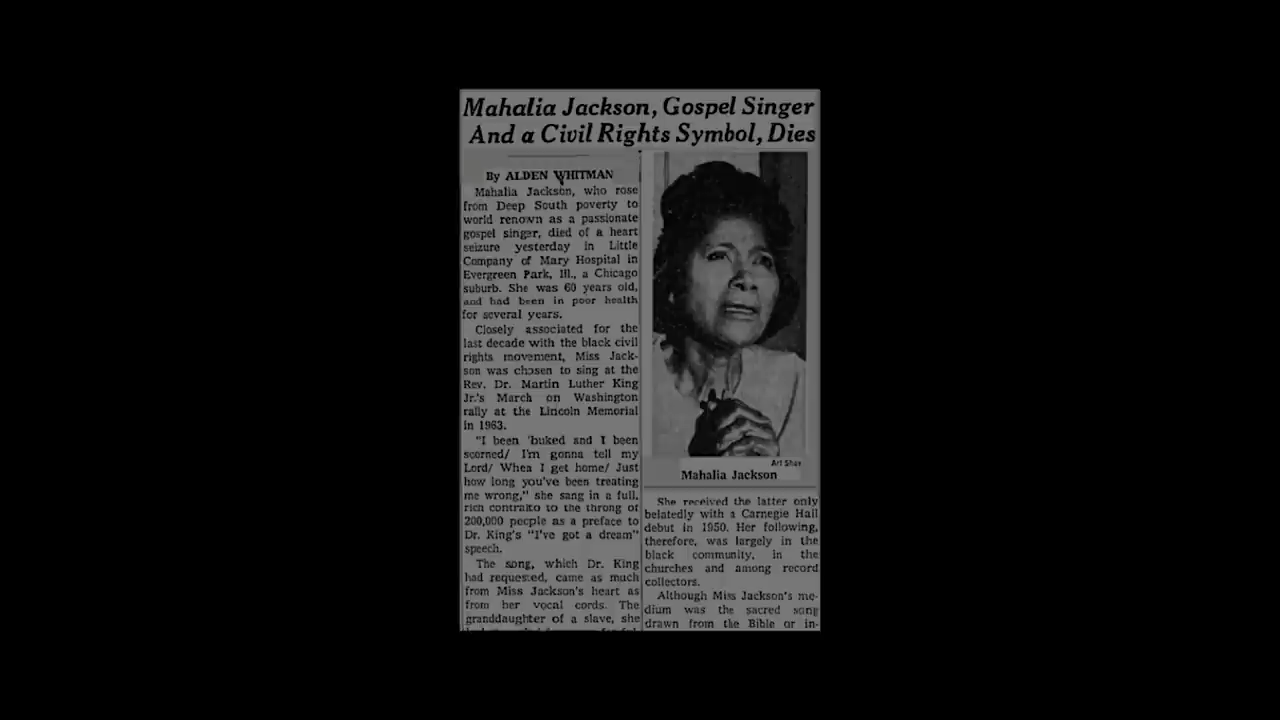 Mahalia Jackson, Gospel Singer
And a Civil Rights Symbol, Dies
By ALDEN WHITMAN
Mahalia Jackson, who rose
from Deep South poverty to
world renown as a passionate
gospel singer, died of a heart
seizure yesterday in Little
Company of Mary Hospital in
Evergreen Park, Ill., a Chicago
suburb. She was 60 years old,
and had been in poor health
for several years.
Closely associated for the
last decade with the black civil
rights movement, Miss Jack-
son was chosen to sing at the
Rev. Dr. Martin Luther King
Jr.'s March on Washington
rally at the Lincoln Memorial
in 1963.
"I been 'buked and I been
scorned/ I'm gonna tell my
Lord/ When I get home/ Just
how long you've been treating
me wrong," she sang in a full,
rich contralto to the throng of
200,000 people as a preface to
Dr. King's "I've got a dream"
speech.
The song, which Dr. King
had requested, came as much
from Miss Jackson's heart as
from her vocal cords. The
granddaughter of a slave, she
Art Shay
Mahalia Jackson
She received the latter only
belatedly with a Carnegie Hall
debut in 1950. Her following,
therefore, was largely in the
black community, in the
churches and among record
collectors.
Although Miss Jackson's me-
dium was the sacred song
drawn from the Bible or in-